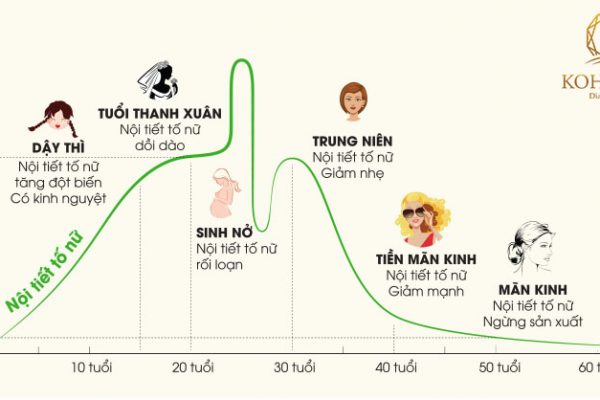 KOH
Dia
TUỔI THANH XUÂN
Nội tiết tố nữ
dồi dào
DẬY THÌ
Nội tiết tố nữ
tăng đột biến
Có kinh nguyệt
TRUNG NIÊN
Nội tiết tố nữ
Giảm nhẹ
SINH NỞ
Nội tiết tố nữ
rối loạn
TIỀN MÃN KINH
Nội tiết tố nữ
Giảm mạnh
MÃN KINH
Nội tiết tố nữ
Ngừng sản xuất
Nội tiết tố nữ
10 tuổi
20 tuổi
30 tuổi
40 tuổi
50 tuổi
60 t